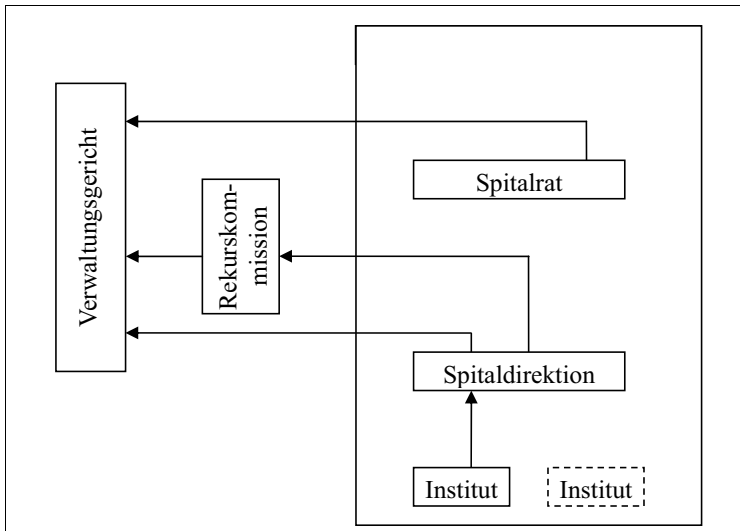 Verwaltungsgericht
Rekurskom-
mission
Spitalrat
Spitaldirektion
Institut
Institut